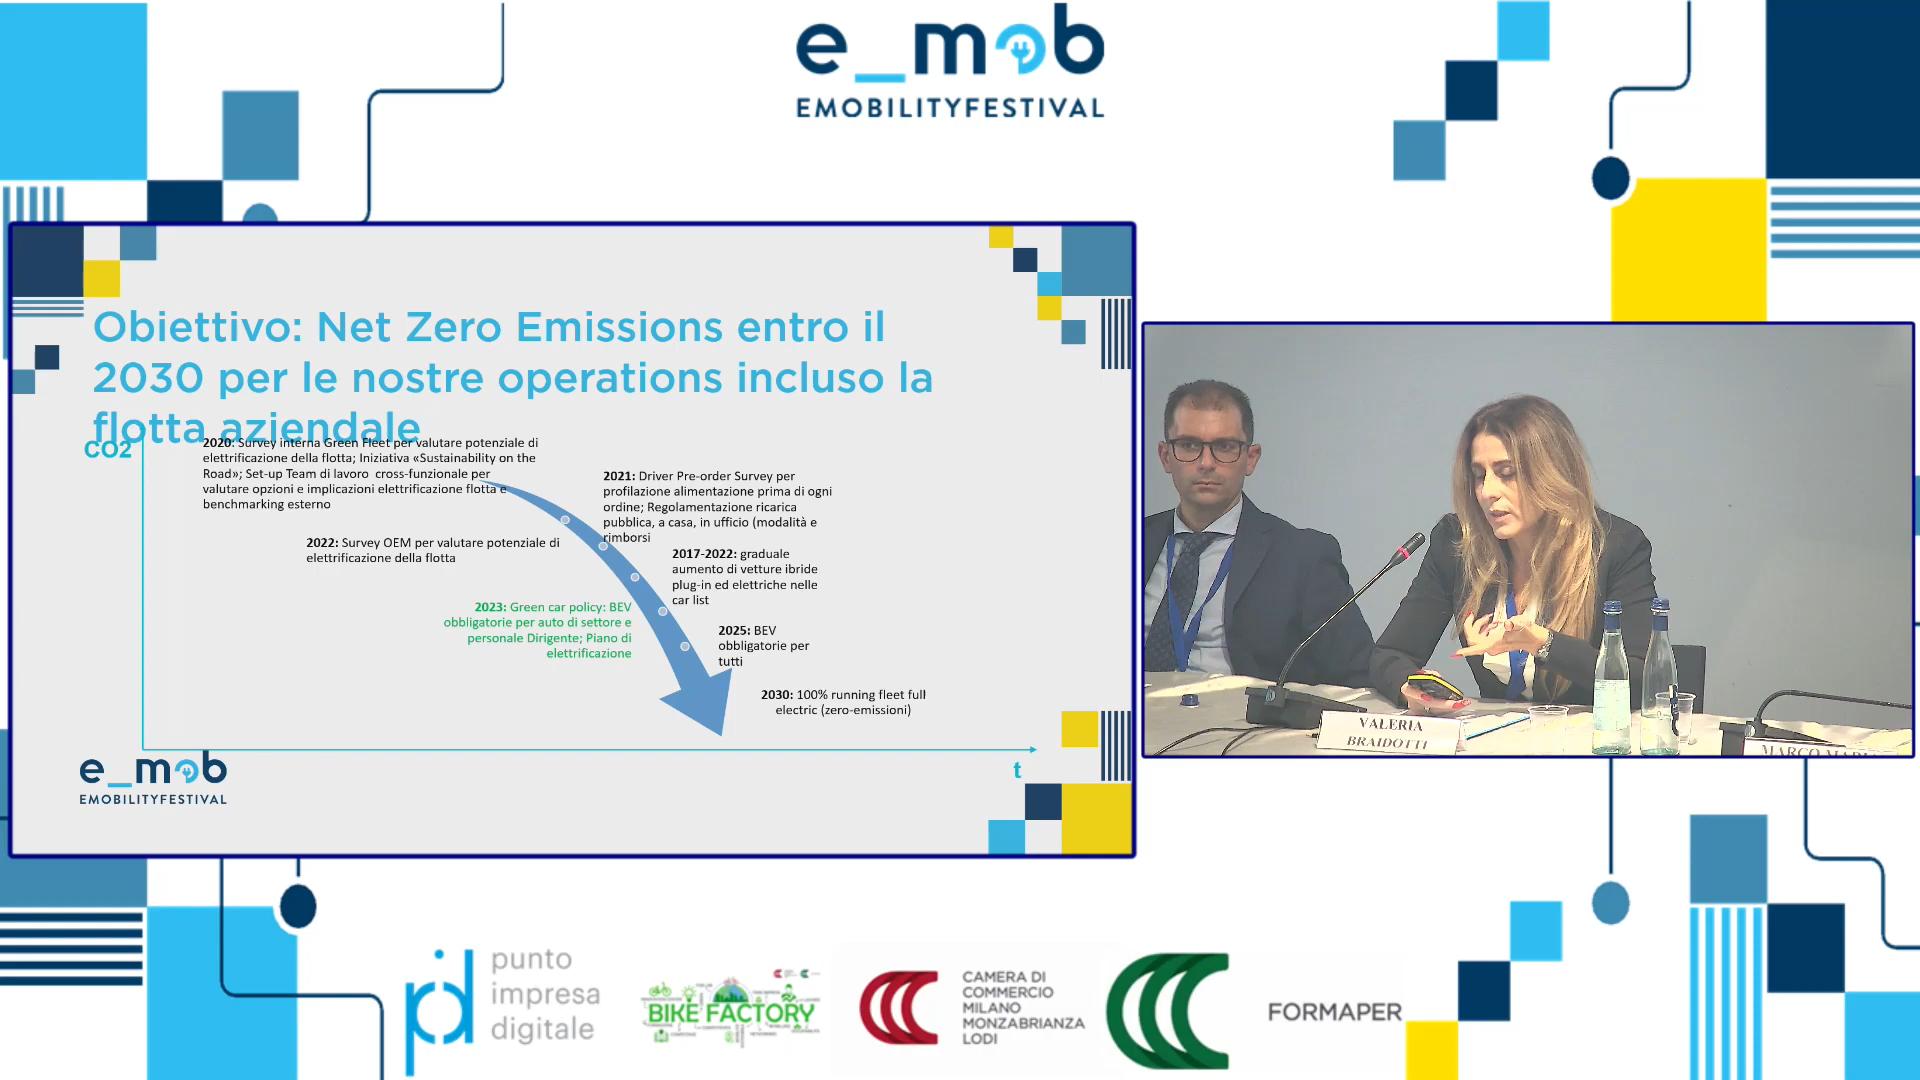 e_mob
EMOBILITYFESTIVAL
Obiettivo: Net Zero Emissions entro il
2030 per le nostre operations incluso la
flotta aziendale
CO2
2020: Survey interna Green Fleet per valutare potenziale di
elettrificazione della flotta; Iniziativa «Sustainability on the
Road»; Set-up Team di lavoro cross-funzionale per
valutare opzioni e implicazioni elettrificazione flotta e
benchmarking esterno
2021: Driver Pre-order Survey per
profilazione alimentazione prima di ogni
ordine; Regolamentazione ricarica
pubblica, a casa, in ufficio (modalità e
rimborsi
2022: Survey OEM per valutare potenziale di
elettrificazione della flotta
2017-2022: graduale
aumento di vetture ibride
plug-in ed elettriche nelle
car list
2023: Green car policy: BEV
obbligatorie per auto di settore e
personale Dirigente; Piano di
elettrificazione
2025: BEV
obbligatorie per
tutti
2030: 100% running fleet full
electric (zero-emissioni)
t
e_mob
EMOBILITYFESTIVAL
VALERIA
BRAIDOTTI
MARCO
punto
impresa
digitale
BIKE FACTORY
CAMERA DI
COMMERCIO
MILANO
MONZABRIANZA
LODI
FORMAPER